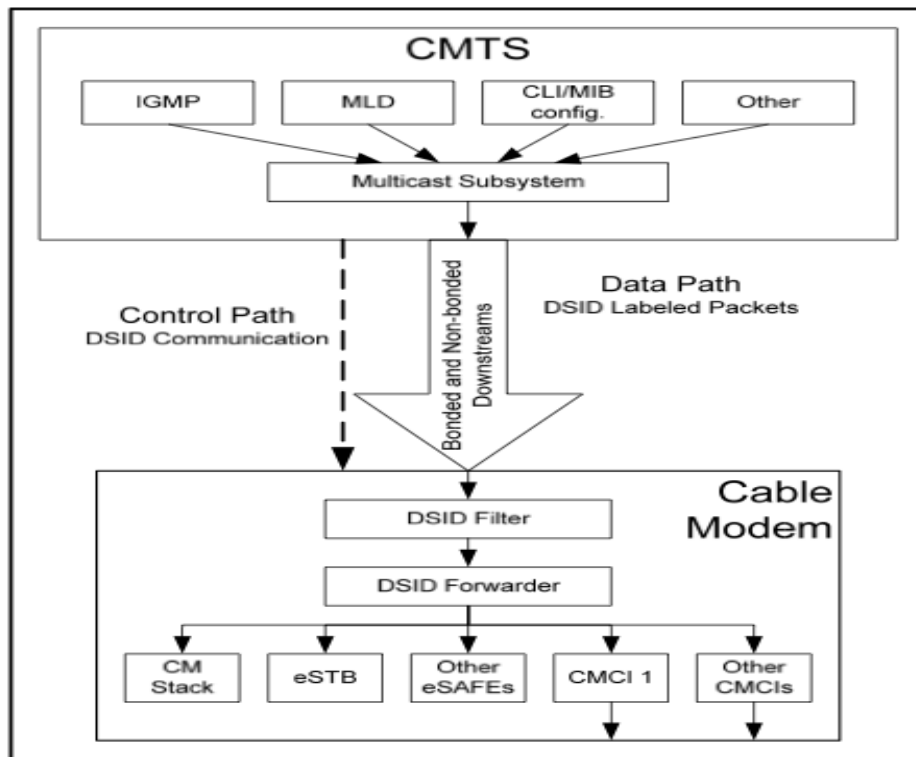 CMTS
IGMP
MLD
CLI/MIB
config.
Other
Multicast Subsystem
Control Path
DSID Communication
Bonded and Non-bonded
Downstreams
Data Path
DSID Labeled Packets
Cable
Modem
DSID Filter
DSID Forwarder
CM
Stack
eSTB
Other
eSAFEs
CMCI 1
Other
CMCIs